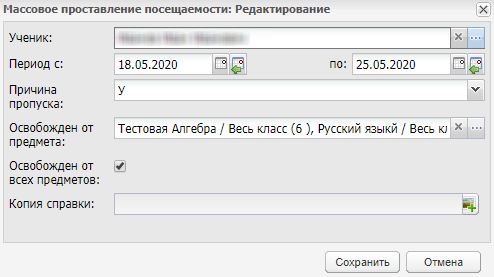 Массовое проставление посещаемости: Редактирование
Ученик:
Период с: 18.05.2020 по: 25.05.2020
Причина пропуска: У
Освобожден от предмета: Тестовая Алгебра / Весь класс (6 ), Русский языкй / Весь кл
Освобожден от всех предметов:
Копия справки:
Сохранить Отмена